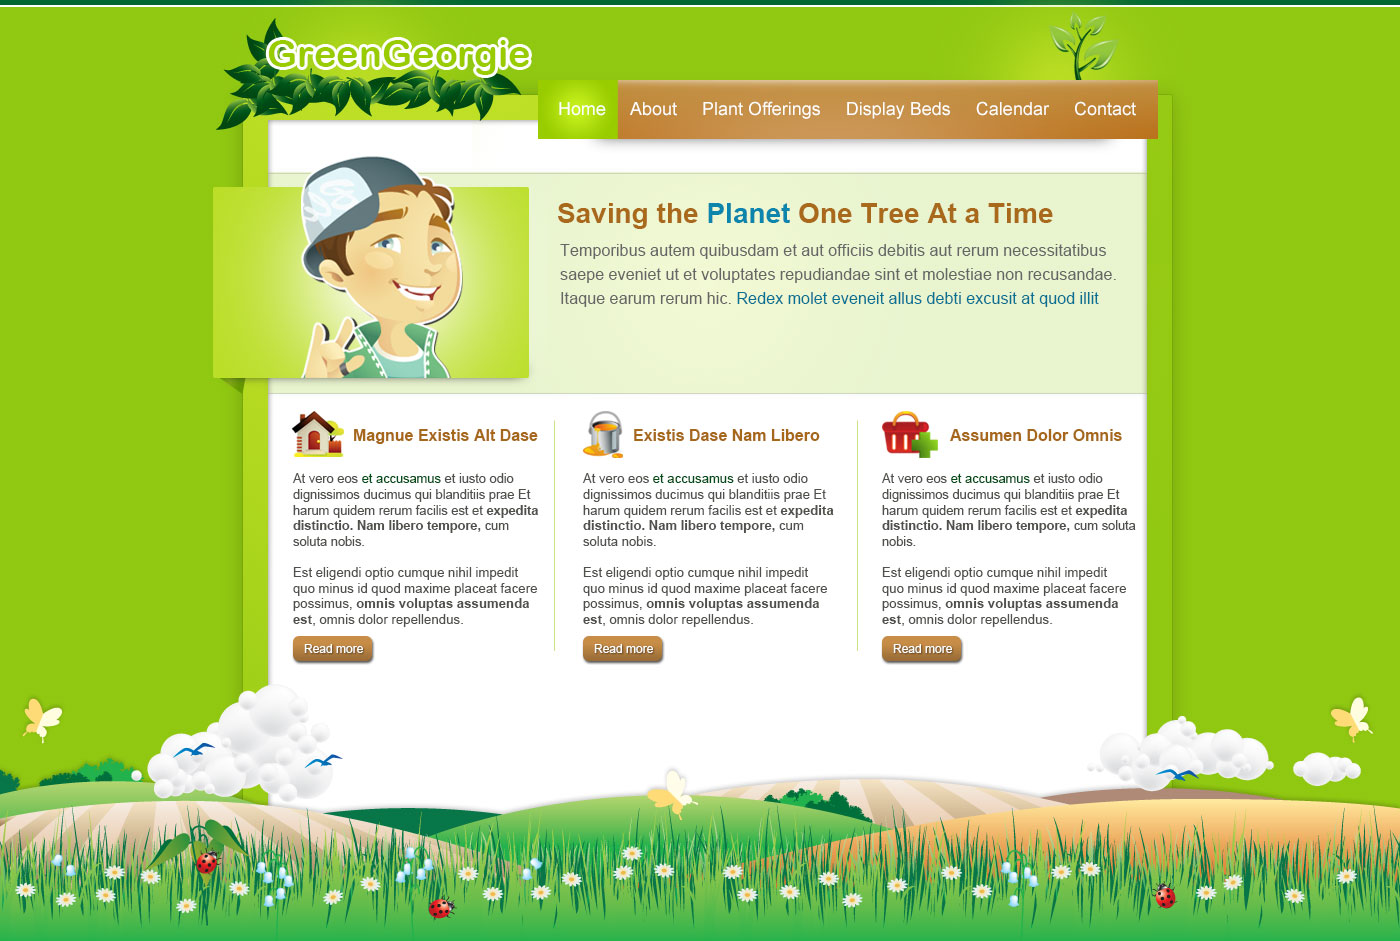 GreenGeorgie
Home About Plant Offerings Display Beds Calendar Contact
Saving the Planet One Tree At a Time
Temporibus autem quibusdam et aut officiis debitis aut rerum necessitatibus
saepe eveniet ut et voluptates repudiandae sint et molestiae non recusandae.
Itaque earum rerum hic. Redex molet eveneit allus debti excusit at quod illit
Magnue Existis Alt Dase
At vero eos et accusamus et iusto odio
dignissimos ducimus qui blanditiis prae Et
harum quidem rerum facilis est et expedita
distinctio. Nam libero tempore, cum
soluta nobis.
Est eligendi optio cumque nihil impedit
quo minus id quod maxime placeat facere
possimus, omnis voluptas assumenda
est, omnis dolor repellendus.
Read more
Existis Dase Nam Libero
At vero eos et accusamus et iusto odio
dignissimos ducimus qui blanditiis prae Et
harum quidem rerum facilis est et expedita
distinctio. Nam libero tempore, cum
soluta nobis.
Est eligendi optio cumque nihil impedit
quo minus id quod maxime placeat facere
possimus, omnis voluptas assumenda
est, omnis dolor repellendus.
Read more
Assumen Dolor Omnis
At vero eos et accusamus et iusto odio
dignissimos ducimus qui blanditiis prae Et
harum quidem rerum facilis est et expedita
distinctio. Nam libero tempore, cum soluta
nobis.
Est eligendi optio cumque nihil impedit
quo minus id quod maxime placeat facere
possimus, omnis voluptas assumenda
est, omnis dolor repellendus.
Read more